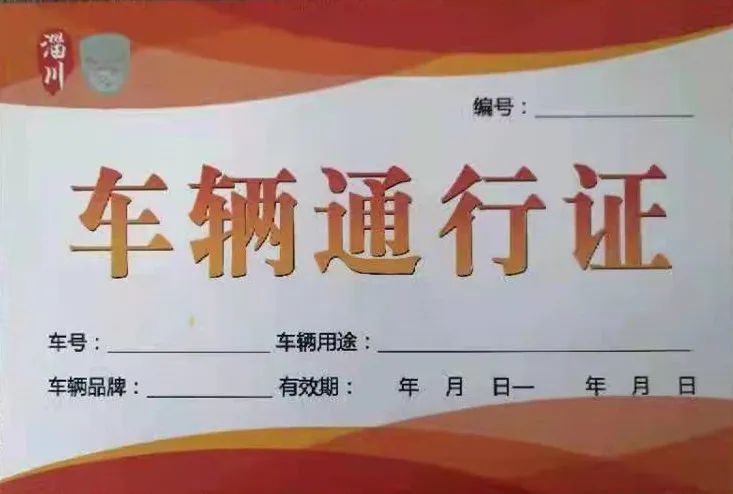 淄川
编号：
车辆通行证
车号： 车辆用途：
车辆品牌： 有效期： 年 月 日— 年 月 日